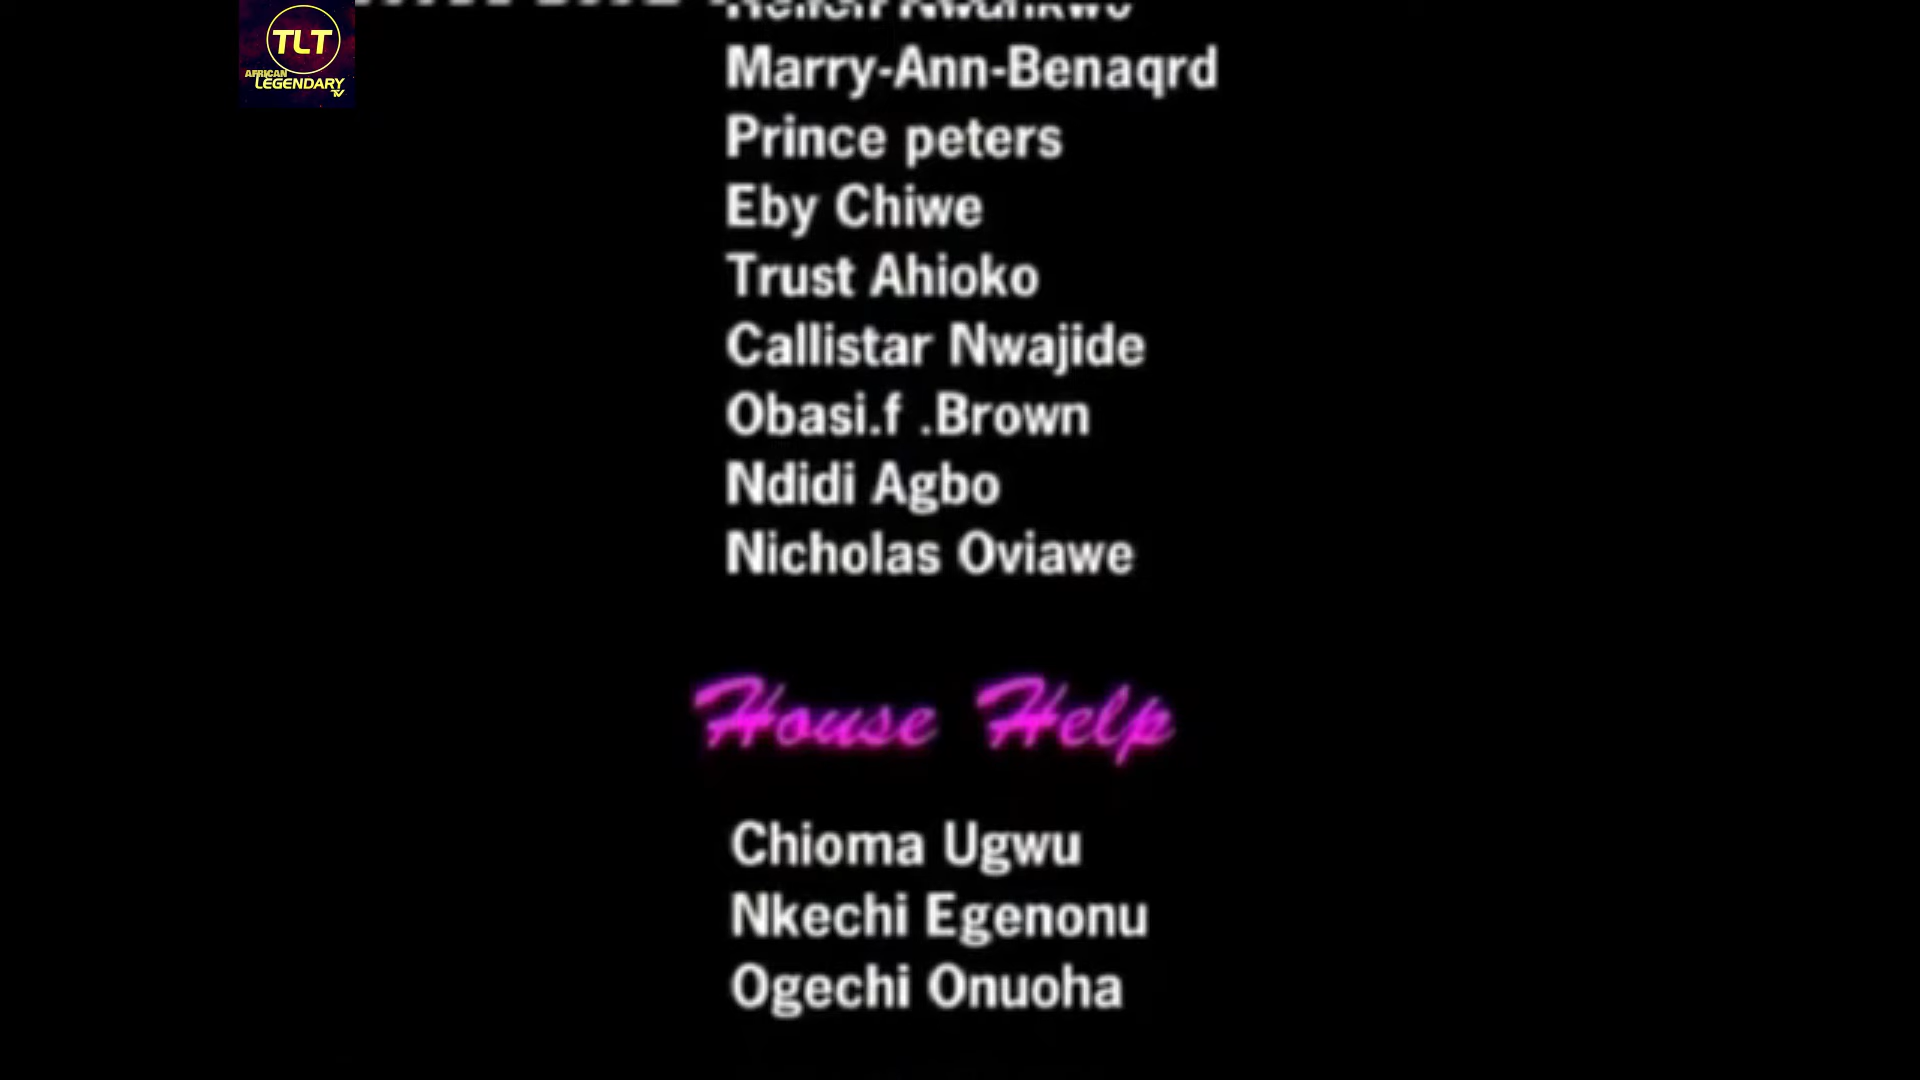 TLT
AFRICAN
LEGENDARY
TV
Marry-Ann-Benaqrd
Prince peters
Eby Chiwe
Trust Ahioko
Callistar Nwajide
Obasi.f .Brown
Ndidi Agbo
Nicholas Oviawe
House Help
Chioma Ugwu
Nkechi Egenonu
Ogechi Onuoha